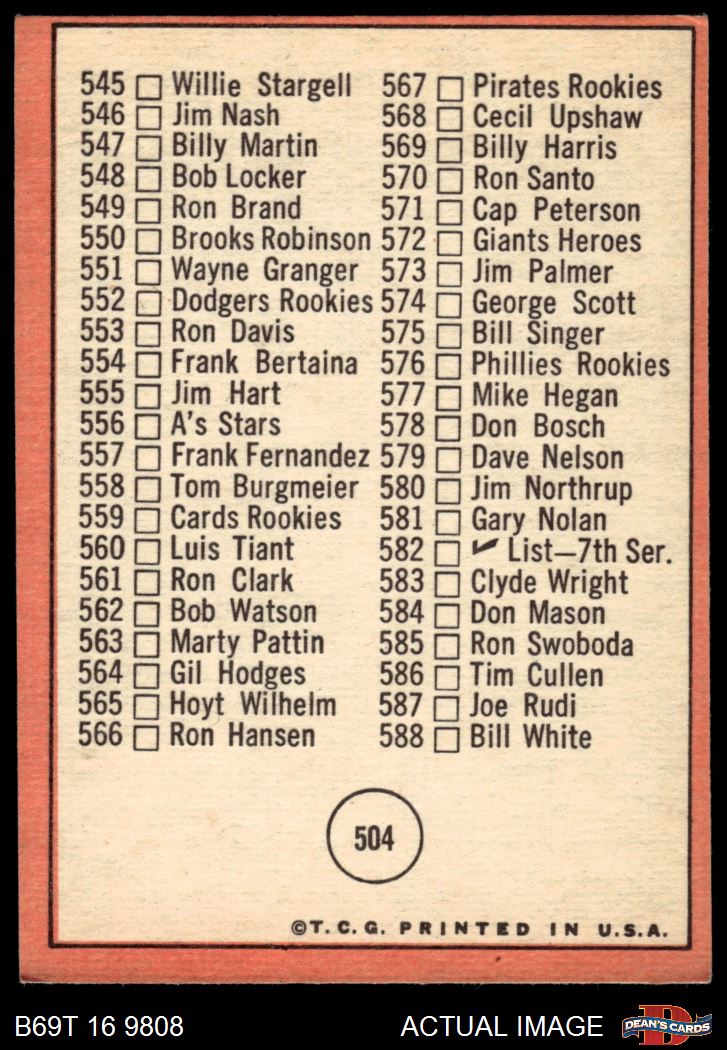 545 Willie Stargell
546 Jim Nash
547 Billy Martin
548 Bob Locker
549 Ron Brand
550 Brooks Robinson
551 Wayne Granger
552 Dodgers Rookies
553 Ron Davis
554 Frank Bertaina
555 Jim Hart
556 A's Stars
557 Frank Fernandez
558 Tom Burgmeier
559 Cards Rookies
560 Luis Tiant
561 Ron Clark
562 Bob Watson
563 Marty Pattin
564 Gil Hodges
565 Hoyt Wilhelm
566 Ron Hansen
567 Pirates Rookies
568 Cecil Upshaw
569 Billy Harris
570 Ron Santo
571 Cap Peterson
572 Giants Heroes
573 Jim Palmer
574 George Scott
575 Bill Singer
576 Phillies Rookies
577 Mike Hegan
578 Don Bosch
579 Dave Nelson
580 Jim Northrup
581 Gary Nolan
582 ✓ List—7th Ser.
583 Clyde Wright
584 Don Mason
585 Ron Swoboda
586 Tim Cullen
587 Joe Rudi
588 Bill White
504
©T.C.G. PRINTED IN U.S.A.
B69T 16 9808
ACTUAL IMAGE
D
DEAN'S CARDS